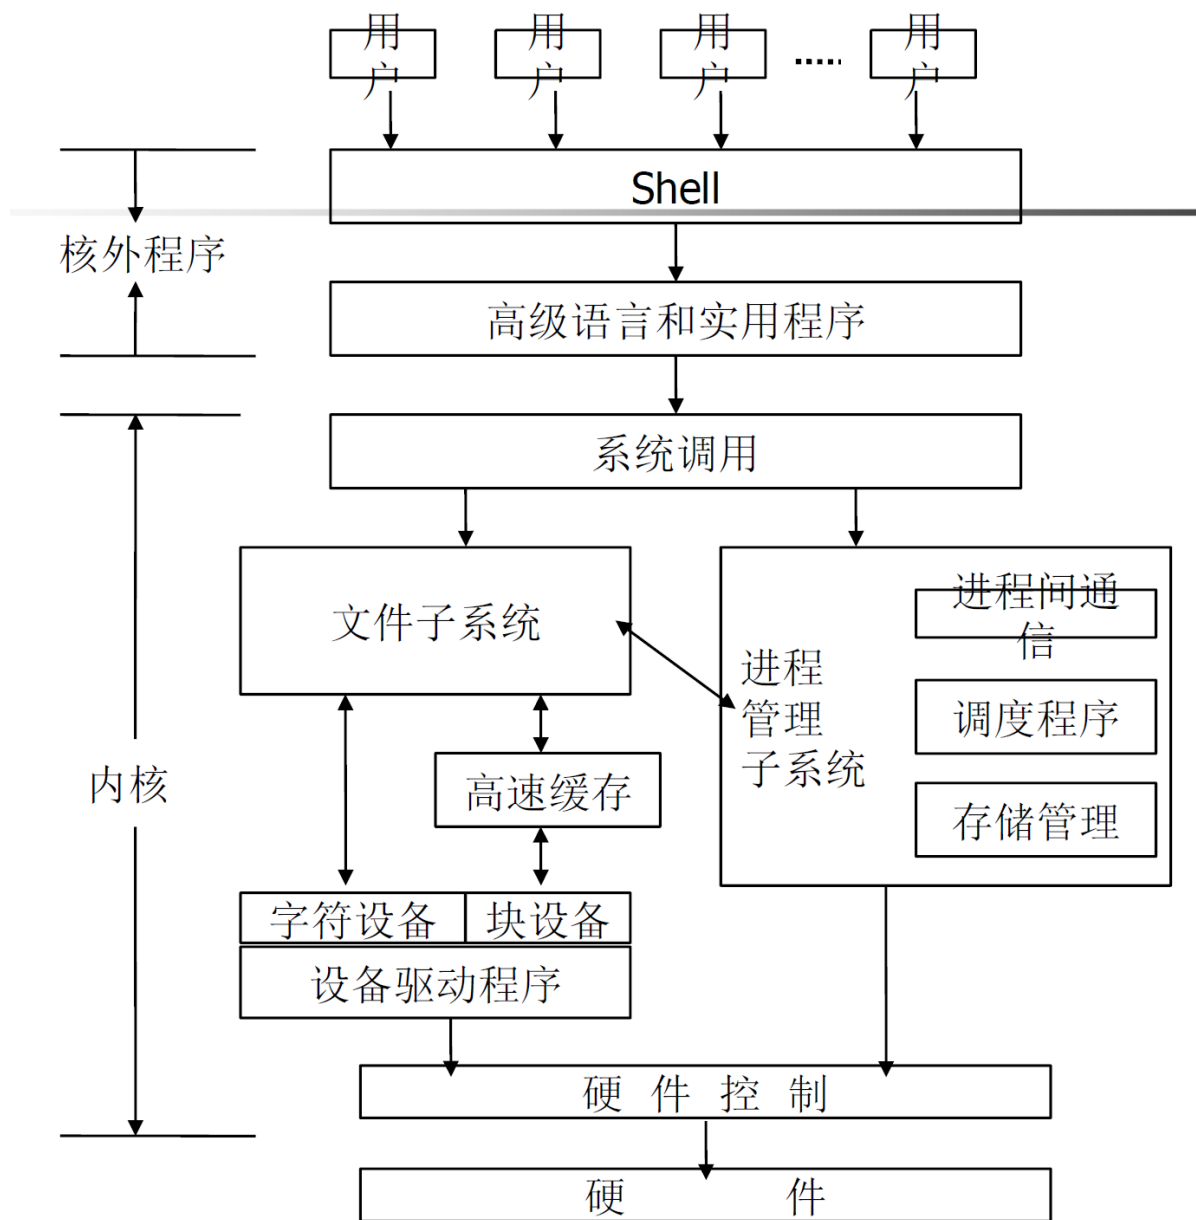 用户 用户 用户 ...... 用户
Shell
核外程序
高级语言和实用程序
系统调用
文件子系统
进程间通
信
进程
管理
子系统
调度程序
内核
高速缓存
存储管理
字符设备 块设备
设备驱动程序
硬 件 控 制
硬 件